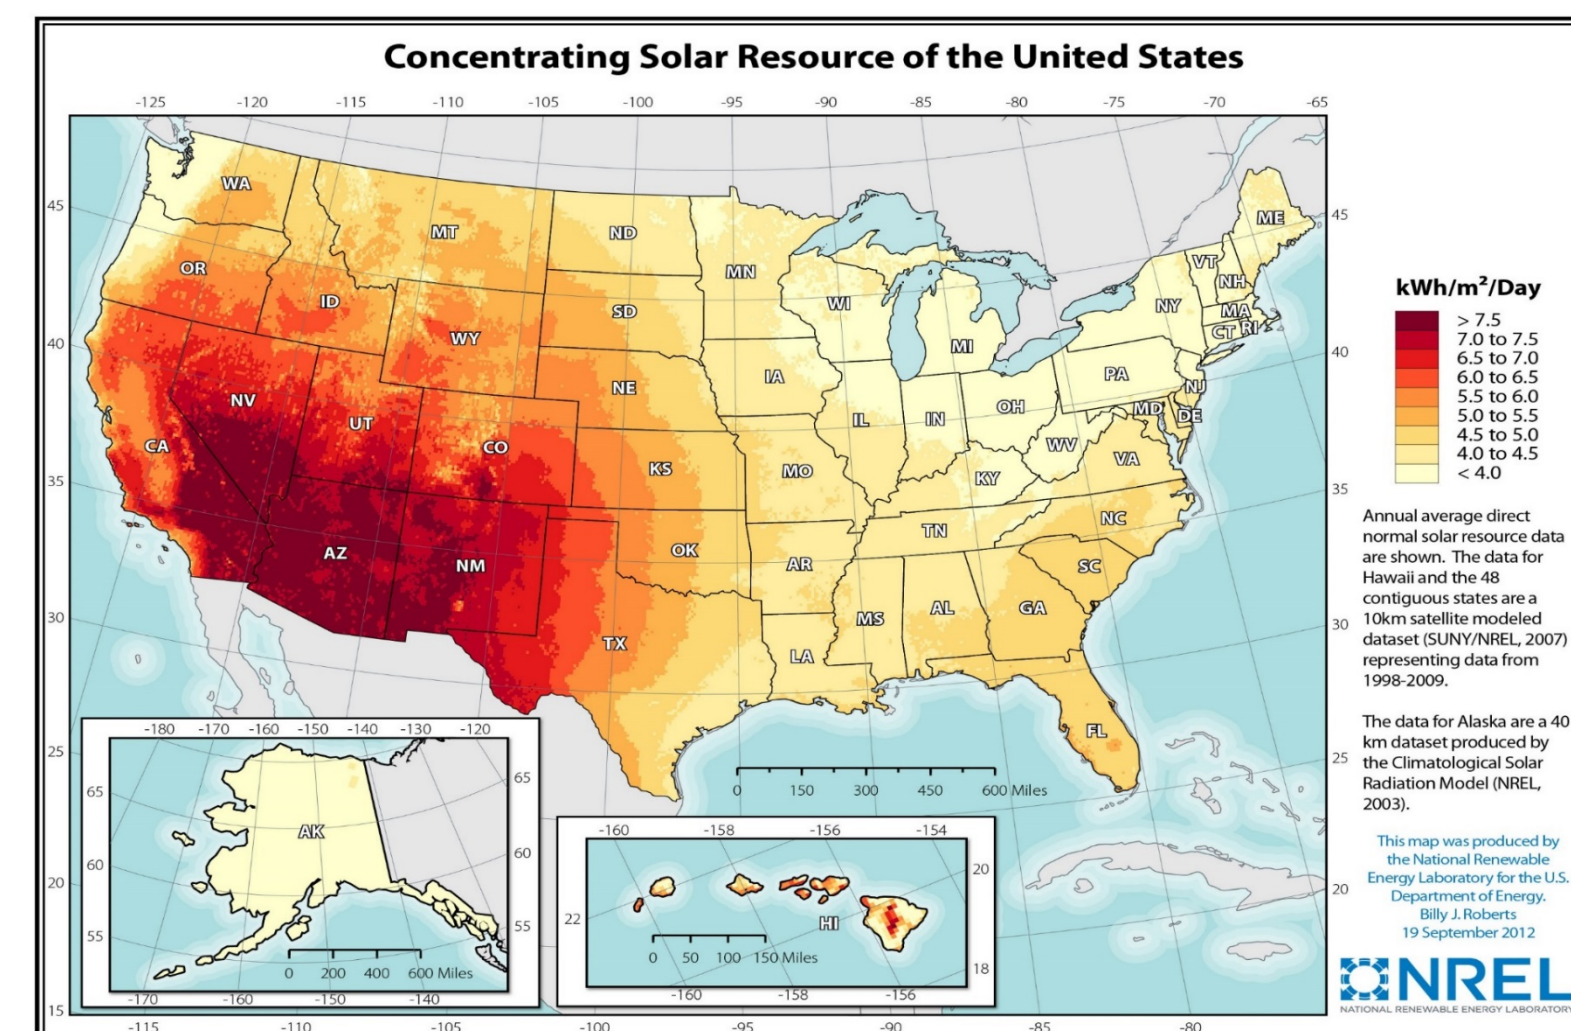 Concentrating Solar Resource of the United States
-125 -120 -115 -110 -105 -100 -95 -90 -85 -80 -75 -70 -65
45
40
35
30
25
20
15
45
40
35
30
25
20
-115 -110 -105 -100 -95 -90 -85 -80
WA
OR
CA
NV
ID
MT
WY
UT
CO
AZ
NM
ND
SD
NE
KS
OK
TX
MN
IA
MO
AR
LA
WI
IL
MI
IN
OH
KY
TN
MS
AL
GA
FL
SC
NC
VA
WV
PA
NY
MD
DE
NJ
CT
RI
MA
VT
NH
ME
0 150 300 450 600 Miles
-180 -170 -160 -150 -140 -130 -120
65
60
55
65
60
55
AK
0 200 400 600 Miles
-170 -160 -150 -140
-160 -158 -156 -154
22
20
18
HI
0 50 100 150 Miles
-160 -158 -156
kWh/m²/Day
> 7.5
7.0 to 7.5
6.5 to 7.0
6.0 to 6.5
5.5 to 6.0
5.0 to 5.5
4.5 to 5.0
4.0 to 4.5
< 4.0
Annual average direct
normal solar resource data
are shown. The data for
Hawaii and the 48
contiguous states are a
10km satellite modeled
dataset (SUNY/NREL, 2007)
representing data from
1998-2009.
The data for Alaska are a 40
km dataset produced by
the Climatological Solar
Radiation Model (NREL,
2003).
This map was produced by
the National Renewable
Energy Laboratory for the U.S.
Department of Energy.
Billy J. Roberts
19 September 2012
NREL
NATIONAL RENEWABLE ENERGY LABORATORY